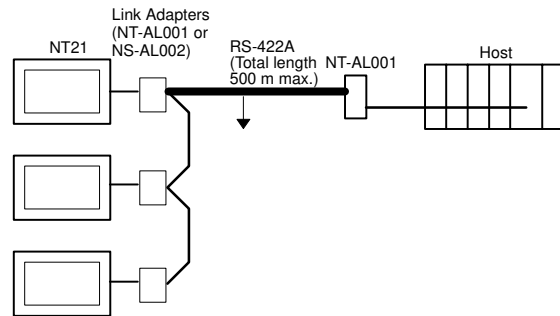 Link Adapters
(NT-AL001 or
NS-AL002)
NT21
RS-422A
(Total length
500 m max.)
NT-AL001
Host